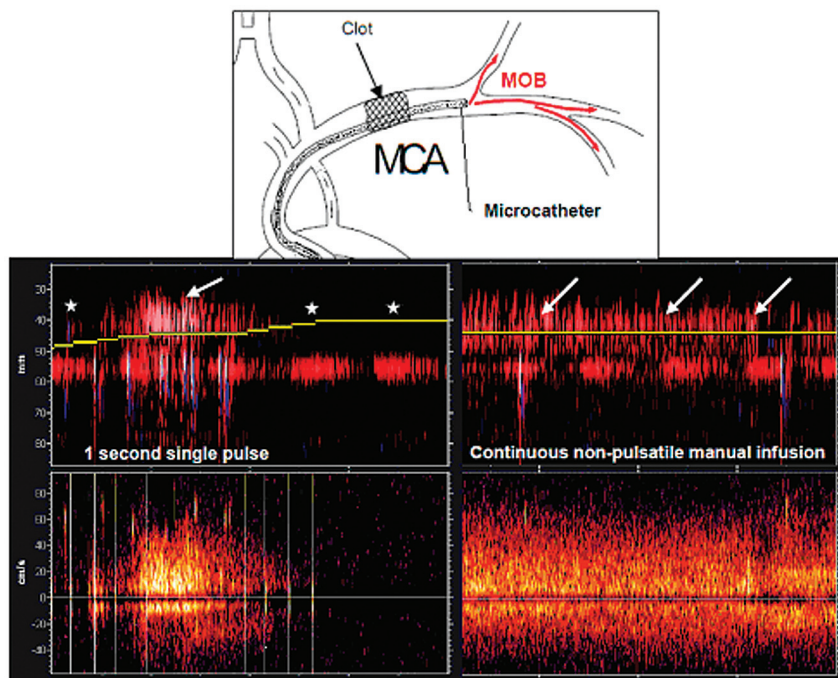 Clot
MOB
MCA
Microcatheter
30
40
50
60
70
80
mm
1 second single pulse
Continuous non-pulsatile manual infusion
80
60
40
20
0
-20
-40
cm/s